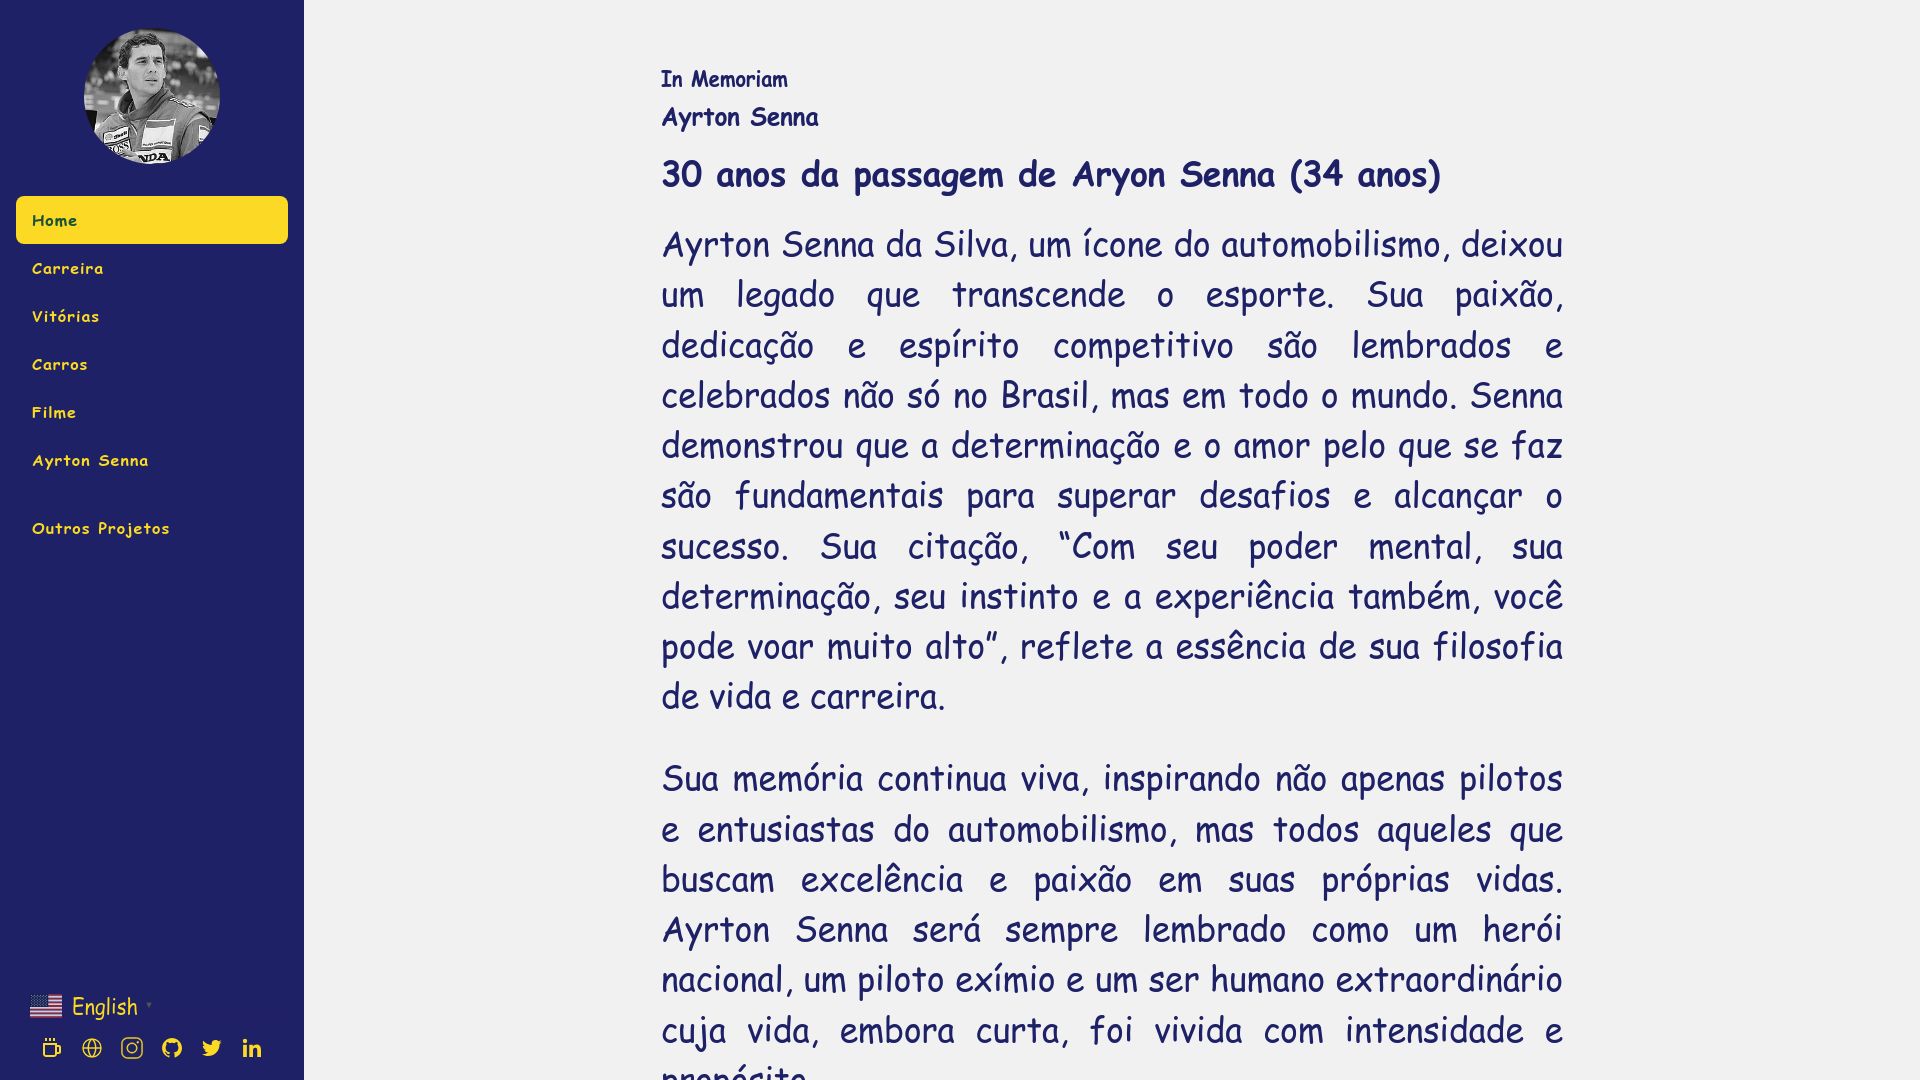 Home
Carreira
Vitórias
Carros
Filme
Ayrton Senna
Outros Projetos
English
In Memoriam
Ayrton Senna
30 anos da passagem de Aryon Senna (34 anos)
Ayrton Senna da Silva, um ícone do automobilismo, deixou
um legado que transcende o esporte. Sua paixão,
dedicação e espírito competitivo são lembrados e
celebrados não só no Brasil, mas em todo o mundo. Senna
demonstrou que a determinação e o amor pelo que se faz
são fundamentais para superar desafios e alcançar o
sucesso. Sua citação, “Com seu poder mental, sua
determinação, seu instinto e a experiência também, você
pode voar muito alto”, reflete a essência de sua filosofia
de vida e carreira.
Sua memória continua viva, inspirando não apenas pilotos
e entusiastas do automobilismo, mas todos aqueles que
buscam excelência e paixão em suas próprias vidas.
Ayrton Senna será sempre lembrado como um herói
nacional, um piloto exímio e um ser humano extraordinário
cuja vida, embora curta, foi vivida com intensidade e
propósito.